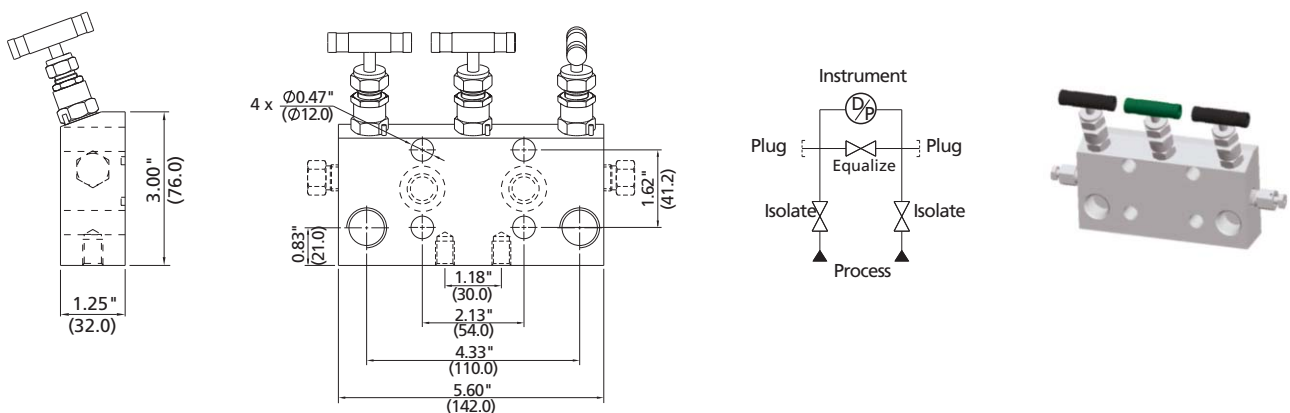 3.00"
(76.0)
1.25"
(32.0)
4 x Ø0.47"
(Ø12.0)
0.83"
(21.0)
1.62"
(41.2)
1.18"
(30.0)
2.13"
(54.0)
4.33"
(110.0)
5.60"
(142.0)
Instrument
D/P
Plug
Plug
Equalize
Isolate
Isolate
Process